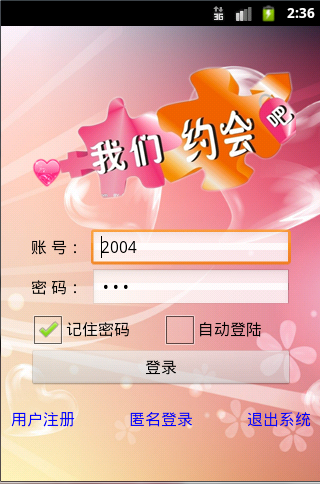 3G 2:36
我们 约会 吧
账 号： 2004
密 码： •••
记住密码 自动登陆
登录
用户注册 匿名登录 退出系统